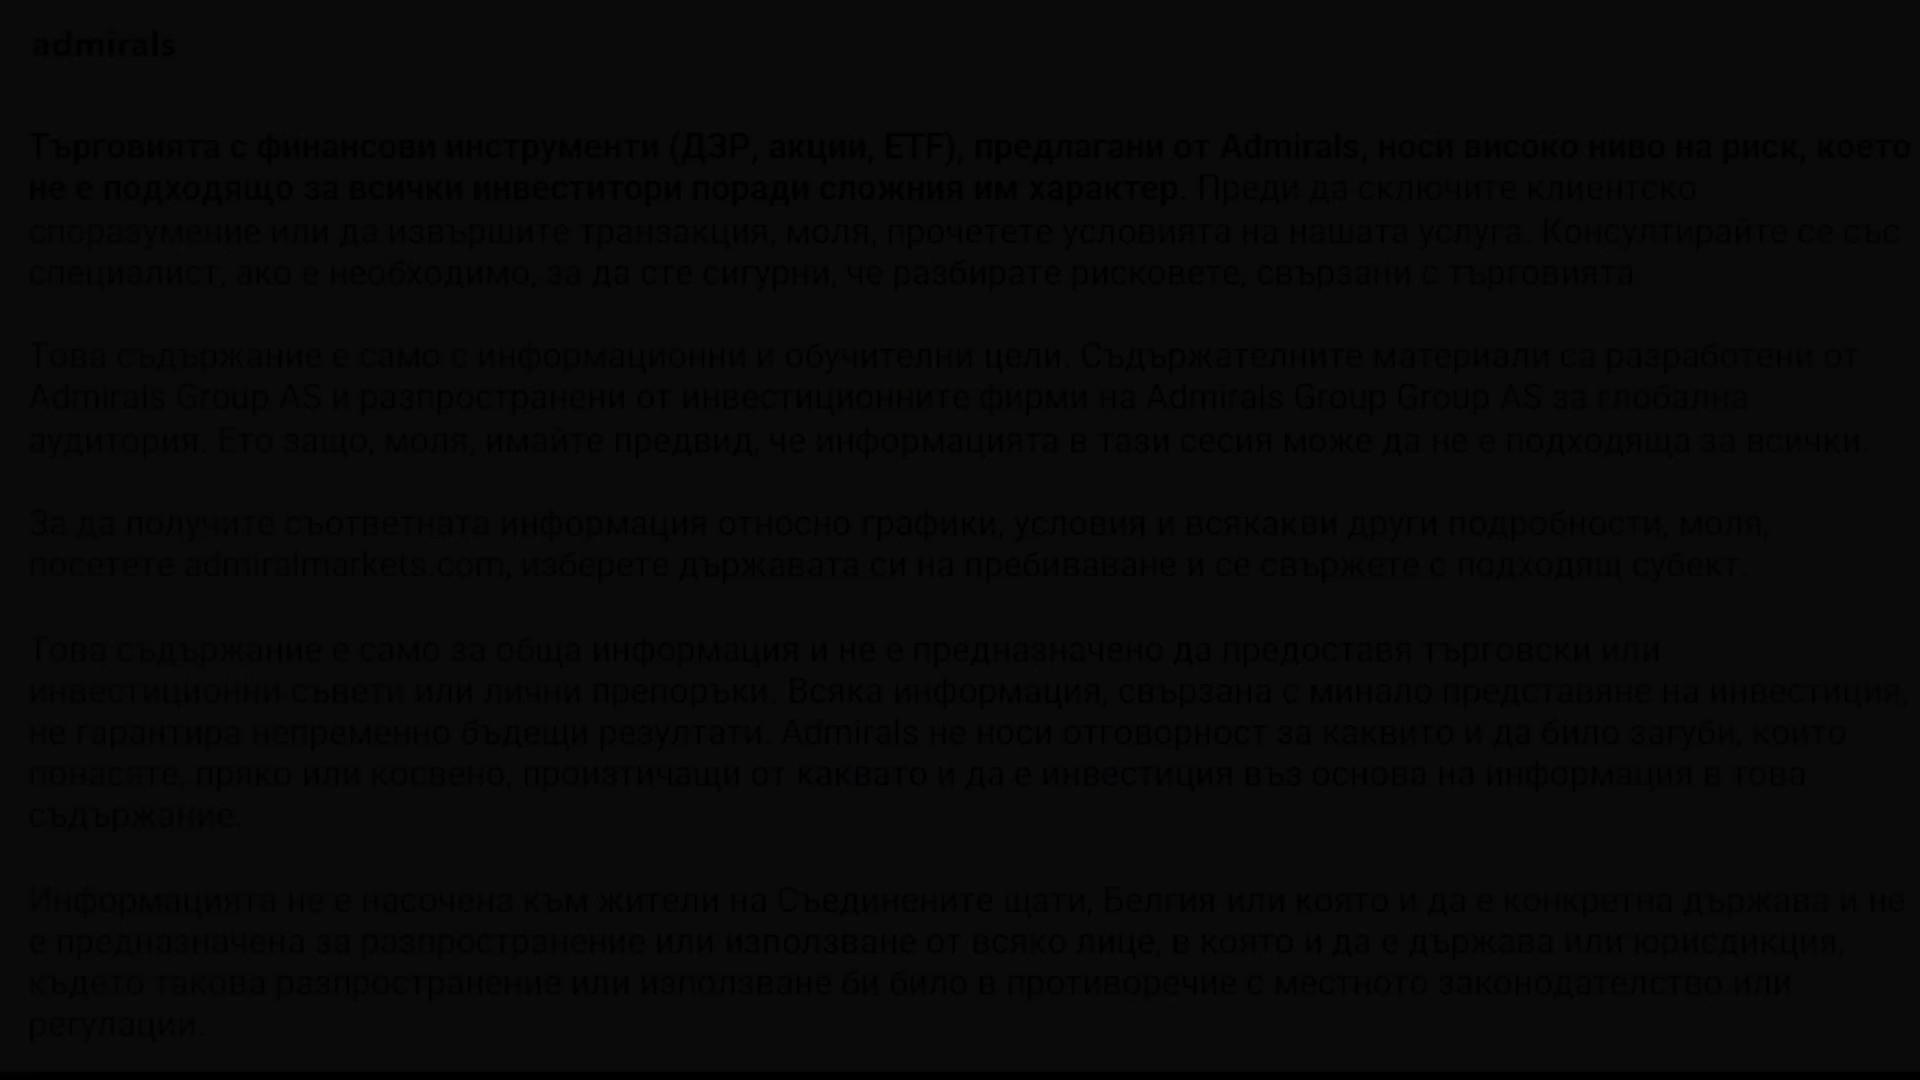 admirals
Търговията с финансови инструменти (ДЗР, акции, ETF), предлагани от Admirals, носи високо ниво на риск, което
не е подходящо за всички инвеститори поради сложния им характер. Преди да сключите клиентско
споразумение или да извършите транзакция, моля, прочетете условията на нашата услуга. Консултирайте се със
специалист, ако е необходимо, за да сте сигурни, че разбирате рисковете, свързани с търговията.
Това съдържание е само с информационни и обучителни цели. Съдържателните материали са разработени от
Admirals Group AS и разпространени от инвестиционните фирми на Admirals Group Group AS за глобална
аудитория. Ето защо, моля, имайте предвид, че информацията в тази сесия може да не е подходяща за всички.
За да получите съответната информация относно графики, условия и всякакви други подробности, моля,
посетете admiralmarkets.com, изберете държавата си на пребиваване и се свържете с подходящ субект.
Това съдържание е само за обща информация и не е предназначено да предоставя търговски или
инвестиционни съвети или лични препоръки. Всяка информация, свързана с минало представяне на инвестиция,
не гарантира непременно бъдещи резултати. Admirals не носи отговорност за каквито и да било загуби, които
понасяте, пряко или косвено, произтичащи от каквато и да е инвестиция въз основа на информация в това
съдържание.
Информацията не е насочена към жители на Съединените щати, Белгия или която и да е конкретна държава и не
е предназначена за разпространение или използване от всяко лице, в която и да е държава или юрисдикция,
където такова разпространение или използване би било в противоречие с местното законодателство или
регулации.